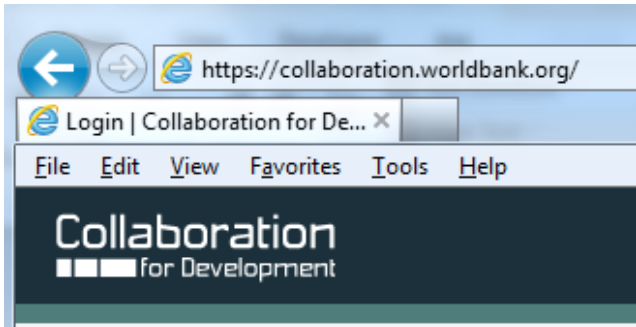 https://collaboration.worldbank.org/
Login | Collaboration for De...
File Edit View Favorites Tools Help
Collaboration
for Development